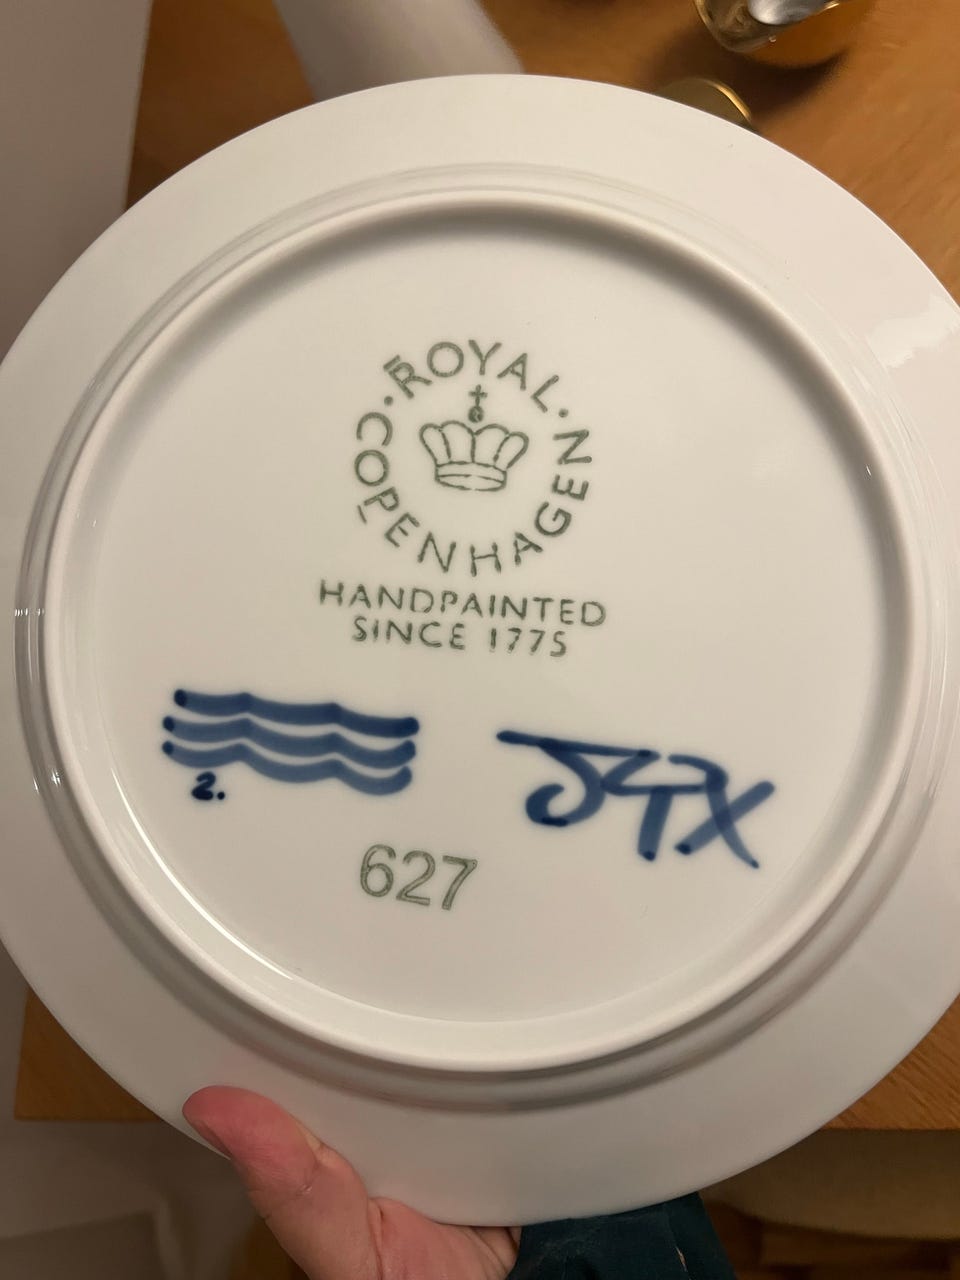 ROYAL
COPENHAGEN
HANDPAINTED
SINCE 1775
2.
627